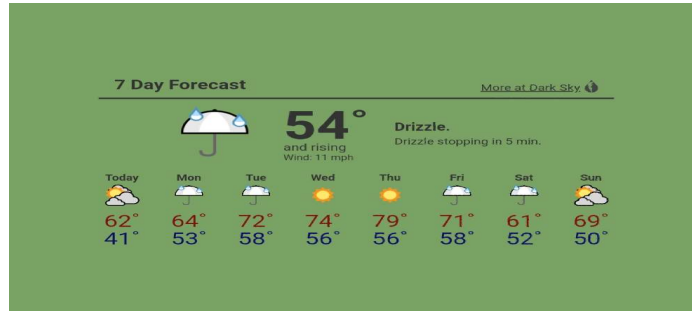 7 Day Forecast
More at Dark Sky
54°
and rising
Wind: 11 mph
Drizzle.
Drizzle stopping in 5 min.
Today Mon Tue Wed Thu Fri Sat Sun
62° 64° 72° 74° 79° 71° 61° 69°
41° 53° 58° 56° 56° 58° 52° 50°